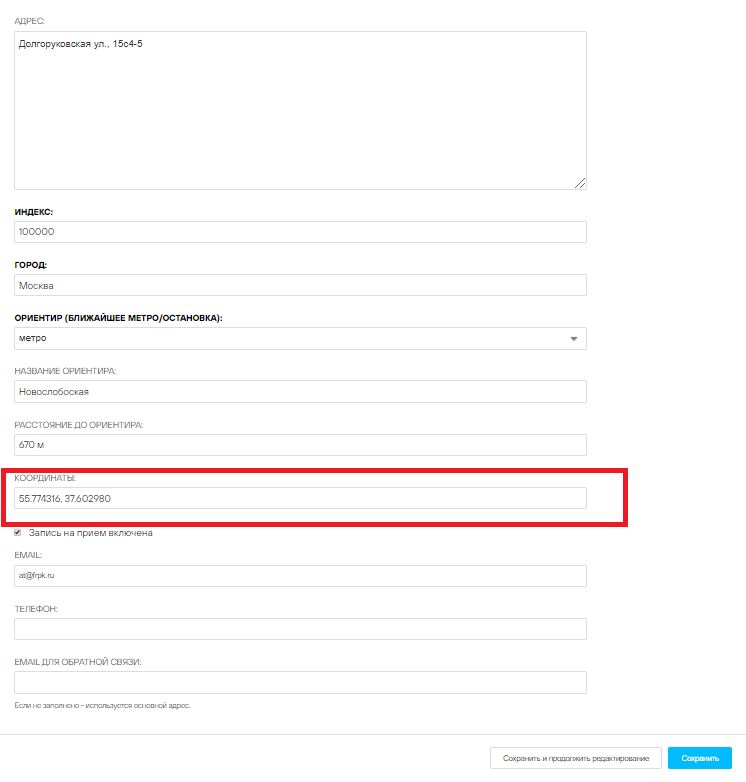 АДРЕС:
Долгоруковская ул., 15с4-5
ИНДЕКС:
100000
ГОРОД:
Москва
ОРИЕНТИР (БЛИЖАЙШЕЕ МЕТРО/ОСТАНОВКА):
метро
НАЗВАНИЕ ОРИЕНТИРА:
Новослобоская
РАССТОЯНИЕ ДО ОРИЕНТИРА:
670 м
КООРДИНАТЫ:
55.774316, 37.602980
Запись на прием включена
EMAIL:
at@frpk.ru
ТЕЛЕФОН:
EMAIL ДЛЯ ОБРАТНОЙ СВЯЗИ:
Если не заполнено - используется основной адрес.
Сохранить и продолжить редактирование Сохранить